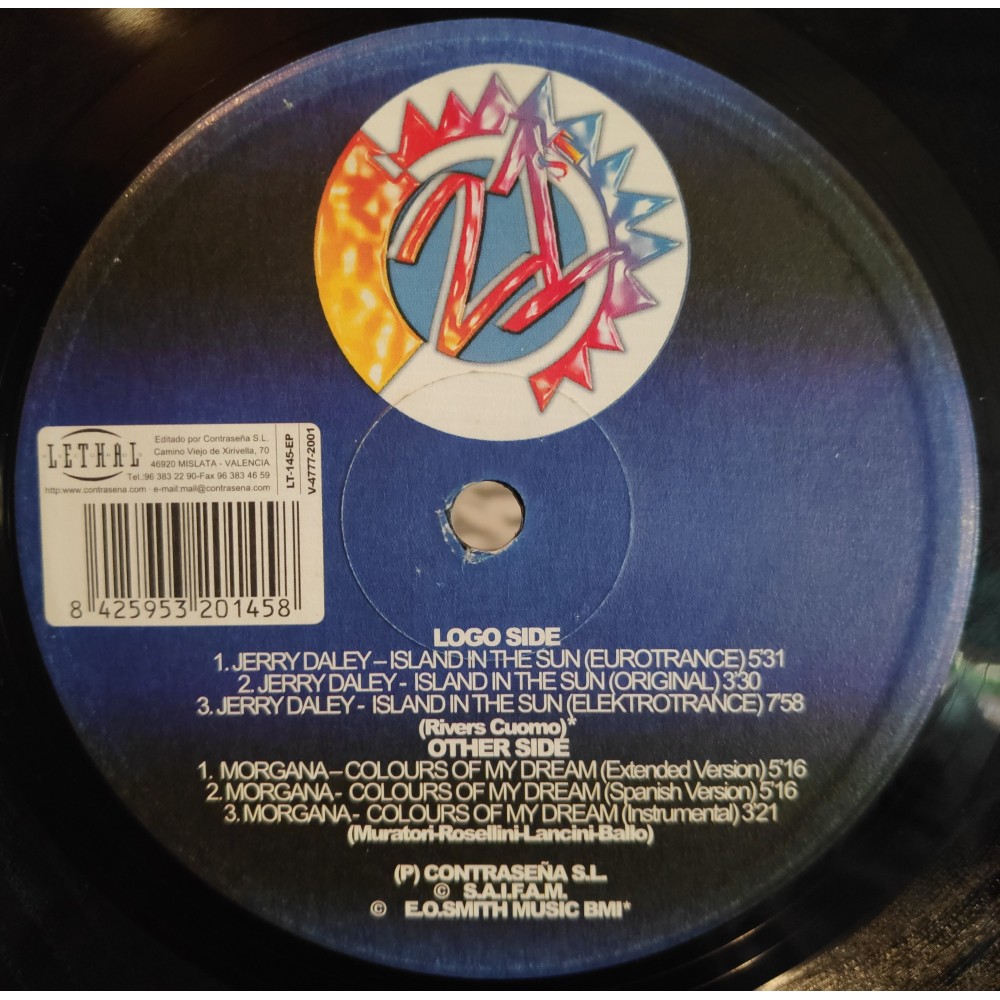 21's
LETHAL
Editado por Contraseña S.L.
Camino Viejo de Xirivella, 70
46920 MISLATA - VALENCIA
Tel.:96 383 22 90-Fax 96 383 46 59
http:www.contrasena.com · e-mail:mail@contrasena.com
LT-145-EP
V-4777-2001
8 425953 201458
LOGO SIDE
1. JERRY DALEY – ISLAND IN THE SUN (EUROTRANCE) 5'31
2. JERRY DALEY - ISLAND IN THE SUN (ORIGINAL) 3'30
3. JERRY DALEY - ISLAND IN THE SUN (ELEKTROTRANCE) 7'58
(Rivers Cuomo)*
OTHER SIDE
1. MORGANA – COLOURS OF MY DREAM (Extended Version) 5'16
2. MORGANA - COLOURS OF MY DREAM (Spanish Version) 5'16
3. MORGANA - COLOURS OF MY DREAM (Instrumental) 3'21
(Muratori-Rosellini-Lancini-Ballo)
(P) CONTRASEÑA S.L.
© S.A.I.F.A.M.
© E.O.SMITH MUSIC BMI*